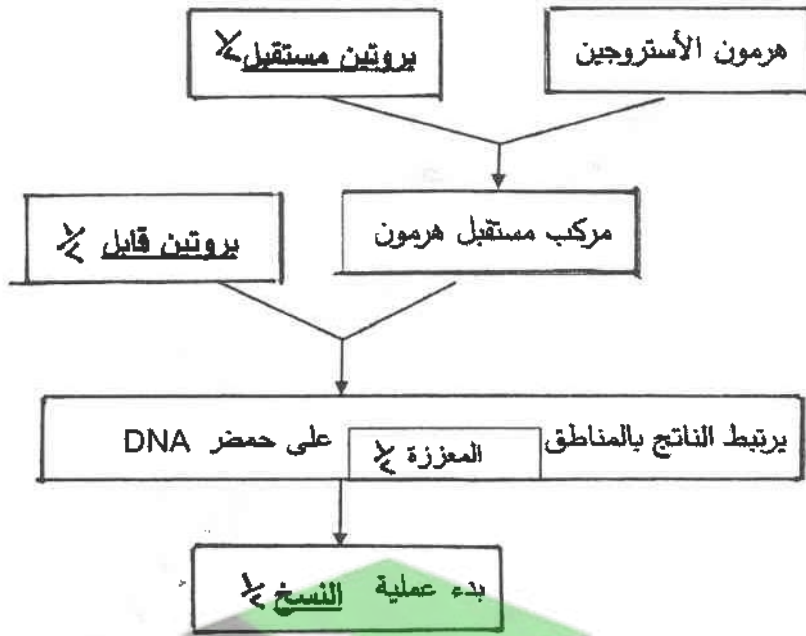 هرمون الأستروجين
بروتين مستقبل ½
مركب مستقبل هرمون
بروتين قابل ½
يرتبط الناتج بالمناطق المعززة ½ على حمض DNA
بدء عملية النسخ ½